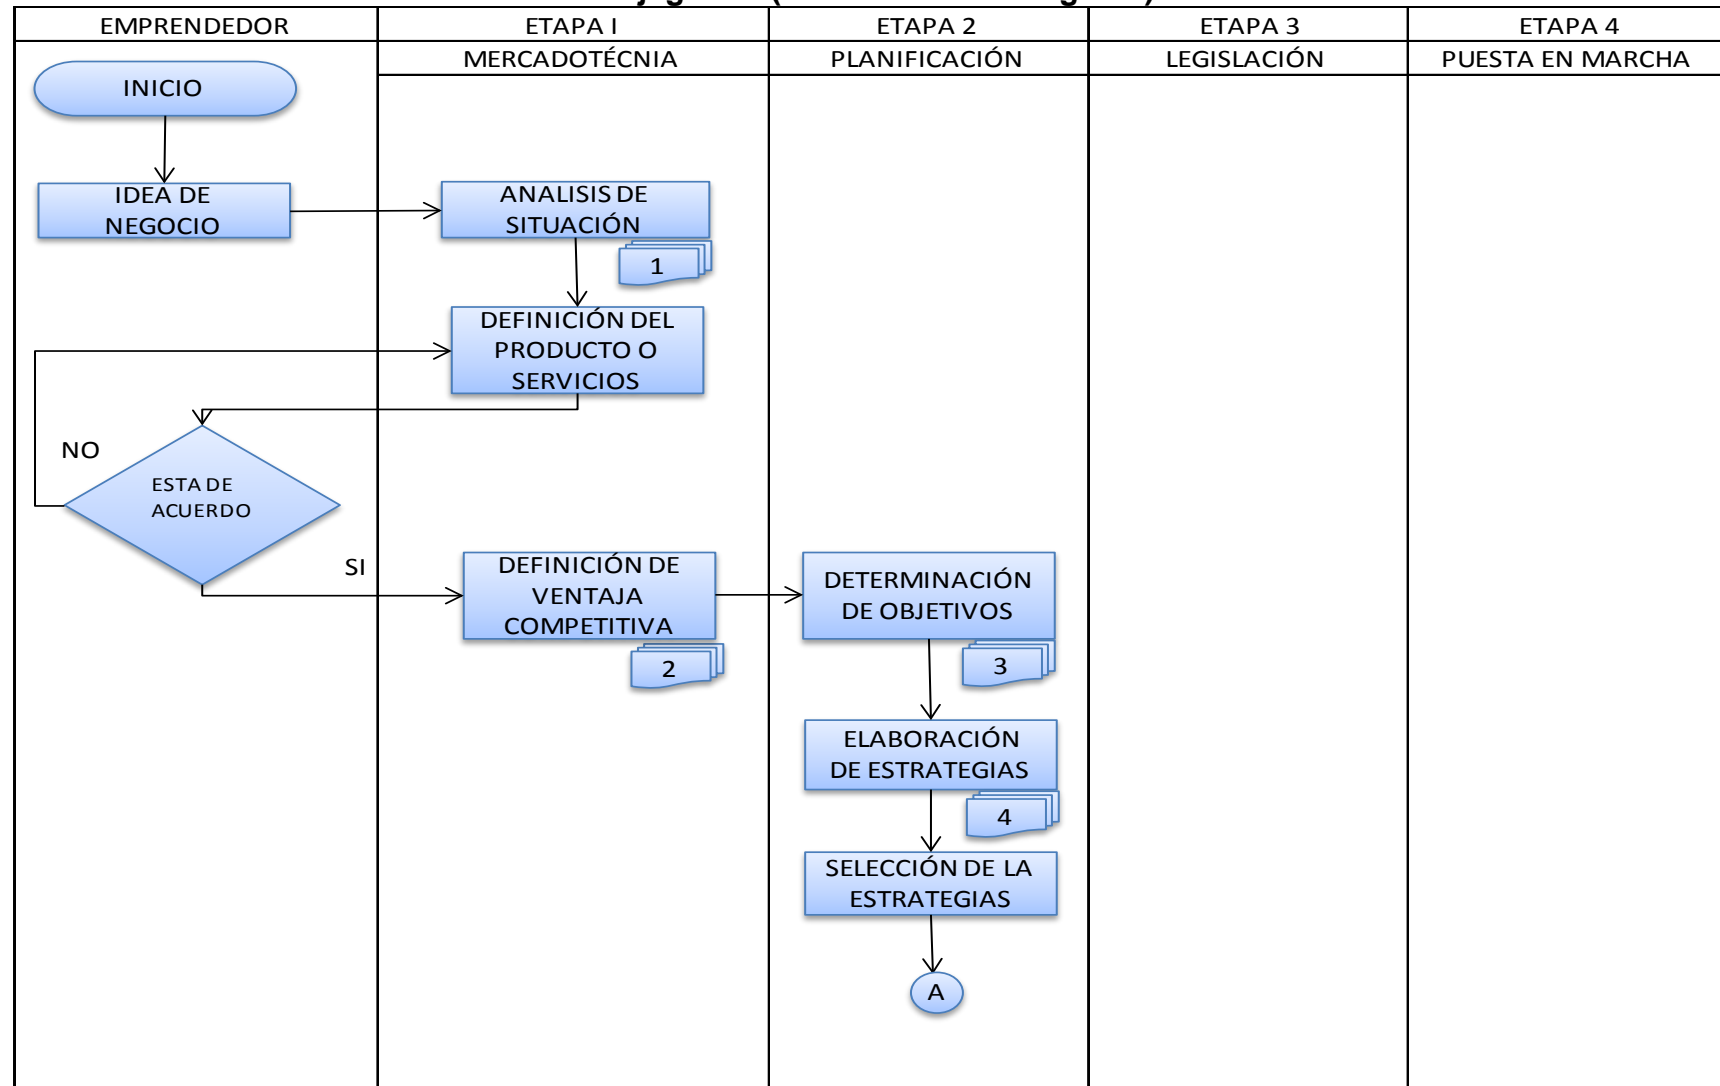 EMPRENDEDOR
ETAPA I
ETAPA 2
ETAPA 3
ETAPA 4
MERCADOTÉCNIA
PLANIFICACIÓN
LEGISLACIÓN
PUESTA EN MARCHA
INICIO
IDEA DE
NEGOCIO
ANALISIS DE
SITUACIÓN
1
DEFINICIÓN DEL
PRODUCTO O
SERVICIOS
NO
ESTA DE
ACUERDO
SI
DEFINICIÓN DE
VENTAJA
COMPETITIVA
2
DETERMINACIÓN
DE OBJETIVOS
3
ELABORACIÓN
DE ESTRATEGIAS
4
SELECCIÓN DE LA
ESTRATEGIAS
A